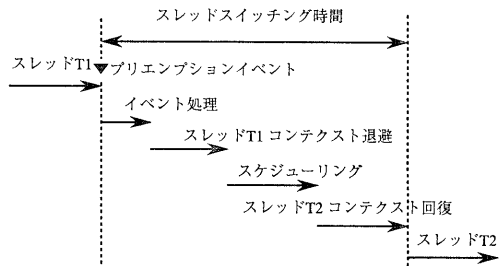 スレッドスイッチング時間
スレッドT1
プリエンプションイベント
イベント処理
スレッドT1 コンテクスト退避
スケジューリング
スレッドT2 コンテクスト回復
スレッドT2